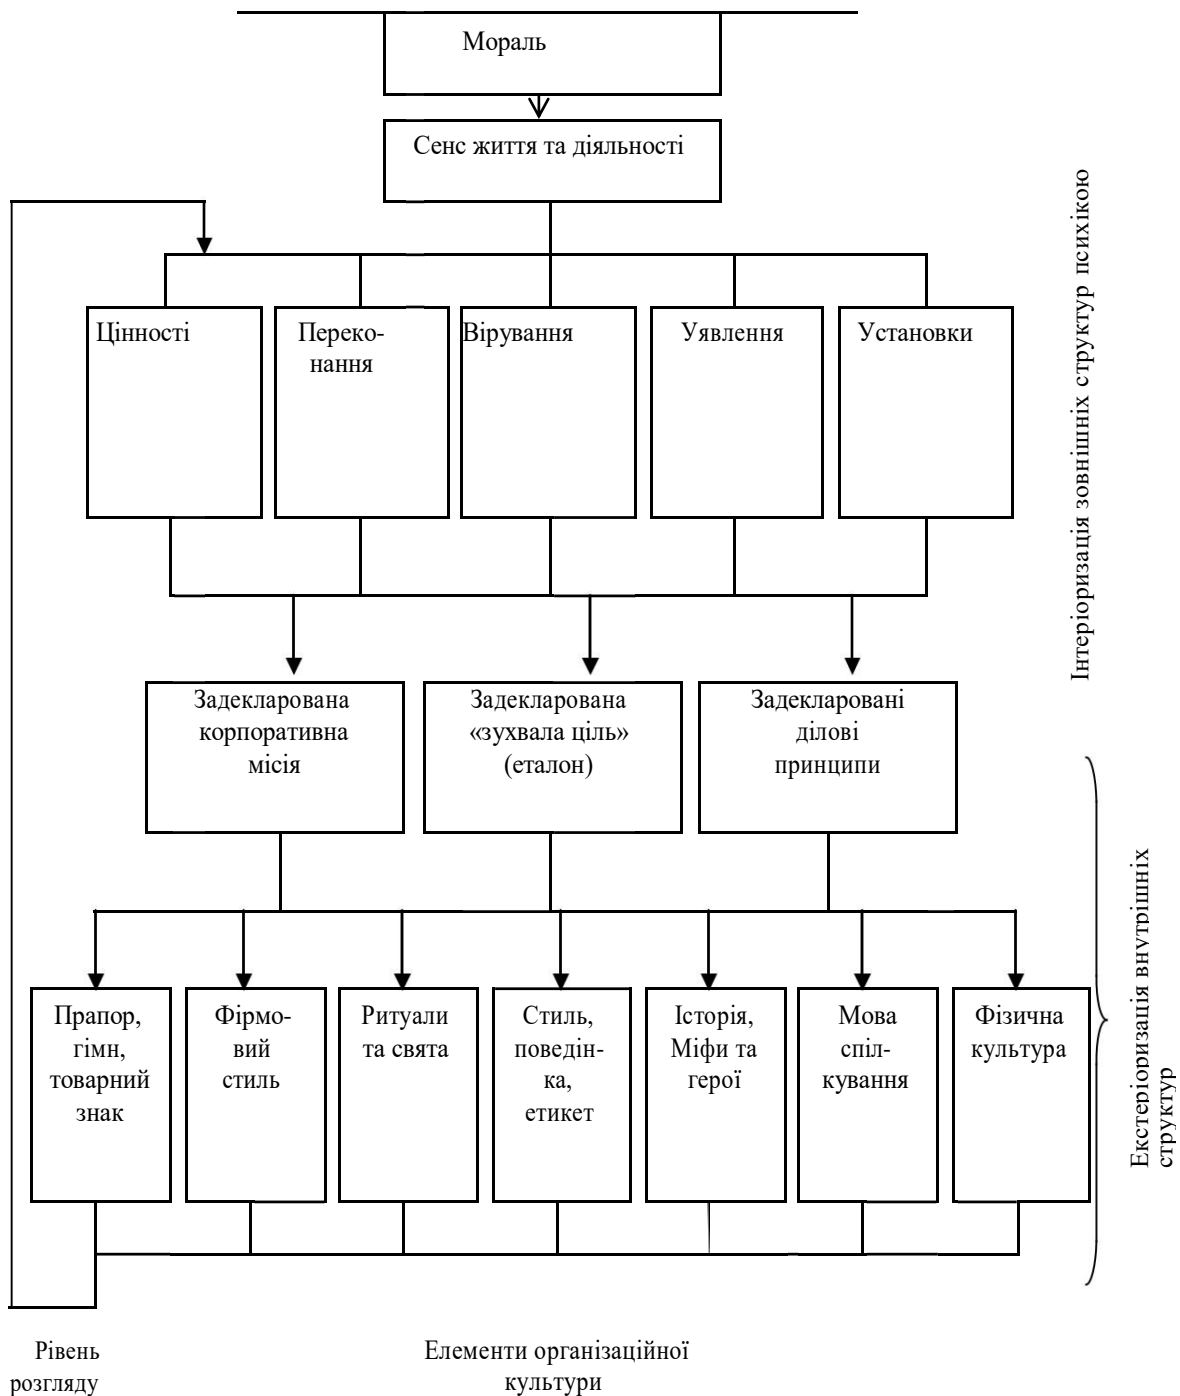 Мораль
Сенс життя та діяльності
Цінності
Переко-
нання
Вірування
Уявлення
Установки
Інтеріоризація зовнішніх структур психікою
Задекларована
корпоративна
місія
Задекларована
«зухвала ціль»
(еталон)
Задекларовані
ділові
принципи
Прапор,
гімн,
товарний
знак
Фірмо-
вий
стиль
Ритуали
та свята
Стиль,
поведін-
ка,
етикет
Історія,
Міфи та
герої
Мова
спіл-
кування
Фізична
культура
Екстеріоризація внутрішніх
структур
Рівень
розгляду
Елементи організаційної
культури